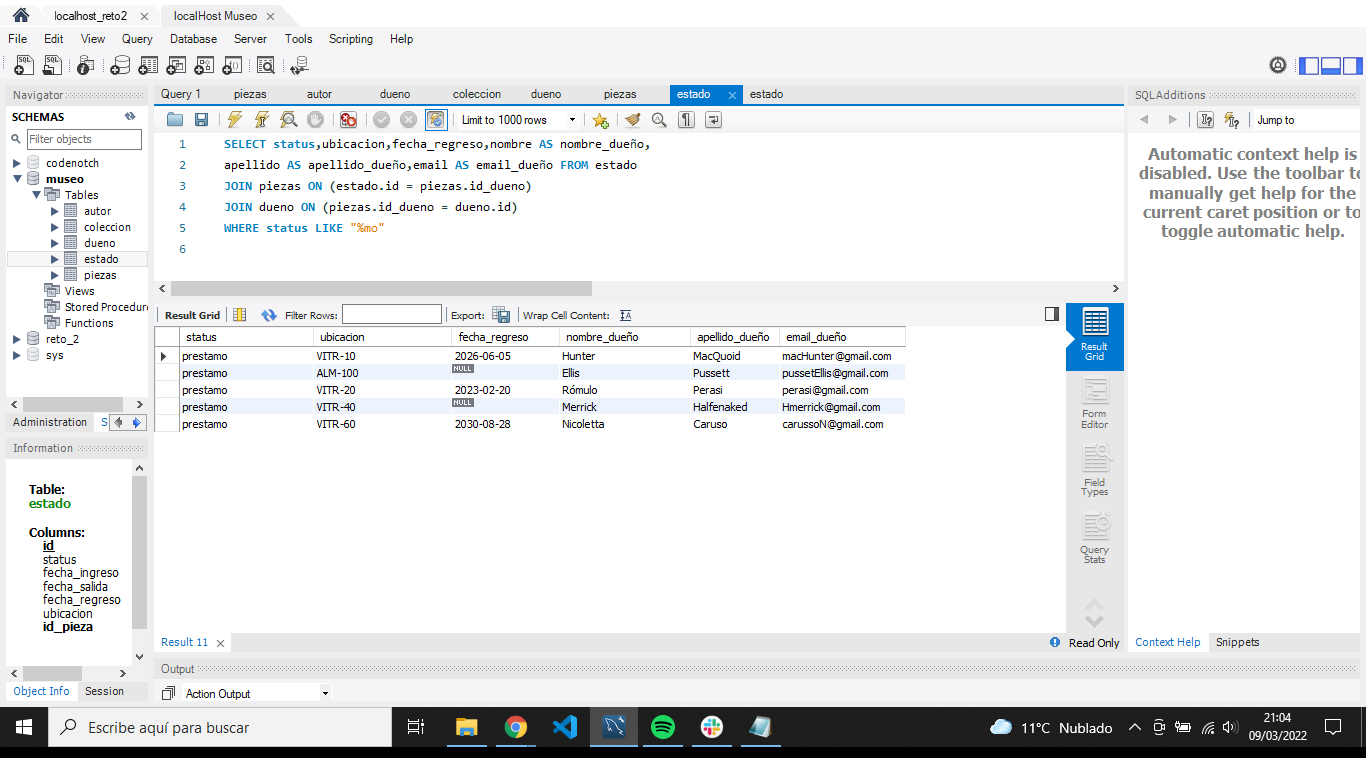 localhost_reto2 localHost Museo
File Edit View Query Database Server Tools Scripting Help
Navigator
SCHEMAS
Filter objects
codenotch
museo
Tables
autor
coleccion
dueno
estado
piezas
Views
Stored Procedure
Functions
reto_2
sys
Administration S
Information
Table:
estado
Columns:
id
status
fecha_ingreso
fecha_salida
fecha_regreso
ubicacion
id_pieza
Object Info Session
Query 1 piezas autor dueno coleccion dueno piezas estado estado
Limit to 1000 rows
1 SELECT status,ubicacion,fecha_regreso,nombre AS nombre_dueño,
2 apellido AS apellido_dueño,email AS email_dueño FROM estado
3 JOIN piezas ON (estado.id = piezas.id_dueno)
4 JOIN dueno ON (piezas.id_dueno = dueno.id)
5 WHERE status LIKE "%mo"
6
Result Grid Filter Rows: Export: Wrap Cell Content:
status ubicacion fecha_regreso nombre_dueño apellido_dueño email_dueño
prestamo VITR-10 2026-06-05 Hunter MacQuoid macHunter@gmail.com
prestamo ALM-100 NULL Ellis Pussett pussetEllis@gmail.com
prestamo VITR-20 2023-02-20 Rómulo Perasi perasi@gmail.com
prestamo VITR-40 NULL Merrick Halfenaked Hmerrick@gmail.com
prestamo VITR-60 2030-08-28 Nicoletta Caruso carussoN@gmail.com
Result Grid
Form Editor
Field Types
Query Stats
Result 11 Read Only
Output
Action Output
SQLAdditions
Jump to
Automatic context help is
disabled. Use the toolbar to
manually get help for the
current caret position or to
toggle automatic help.
Context Help Snippets
Escribe aquí para buscar
11°C Nublado
21:04
09/03/2022